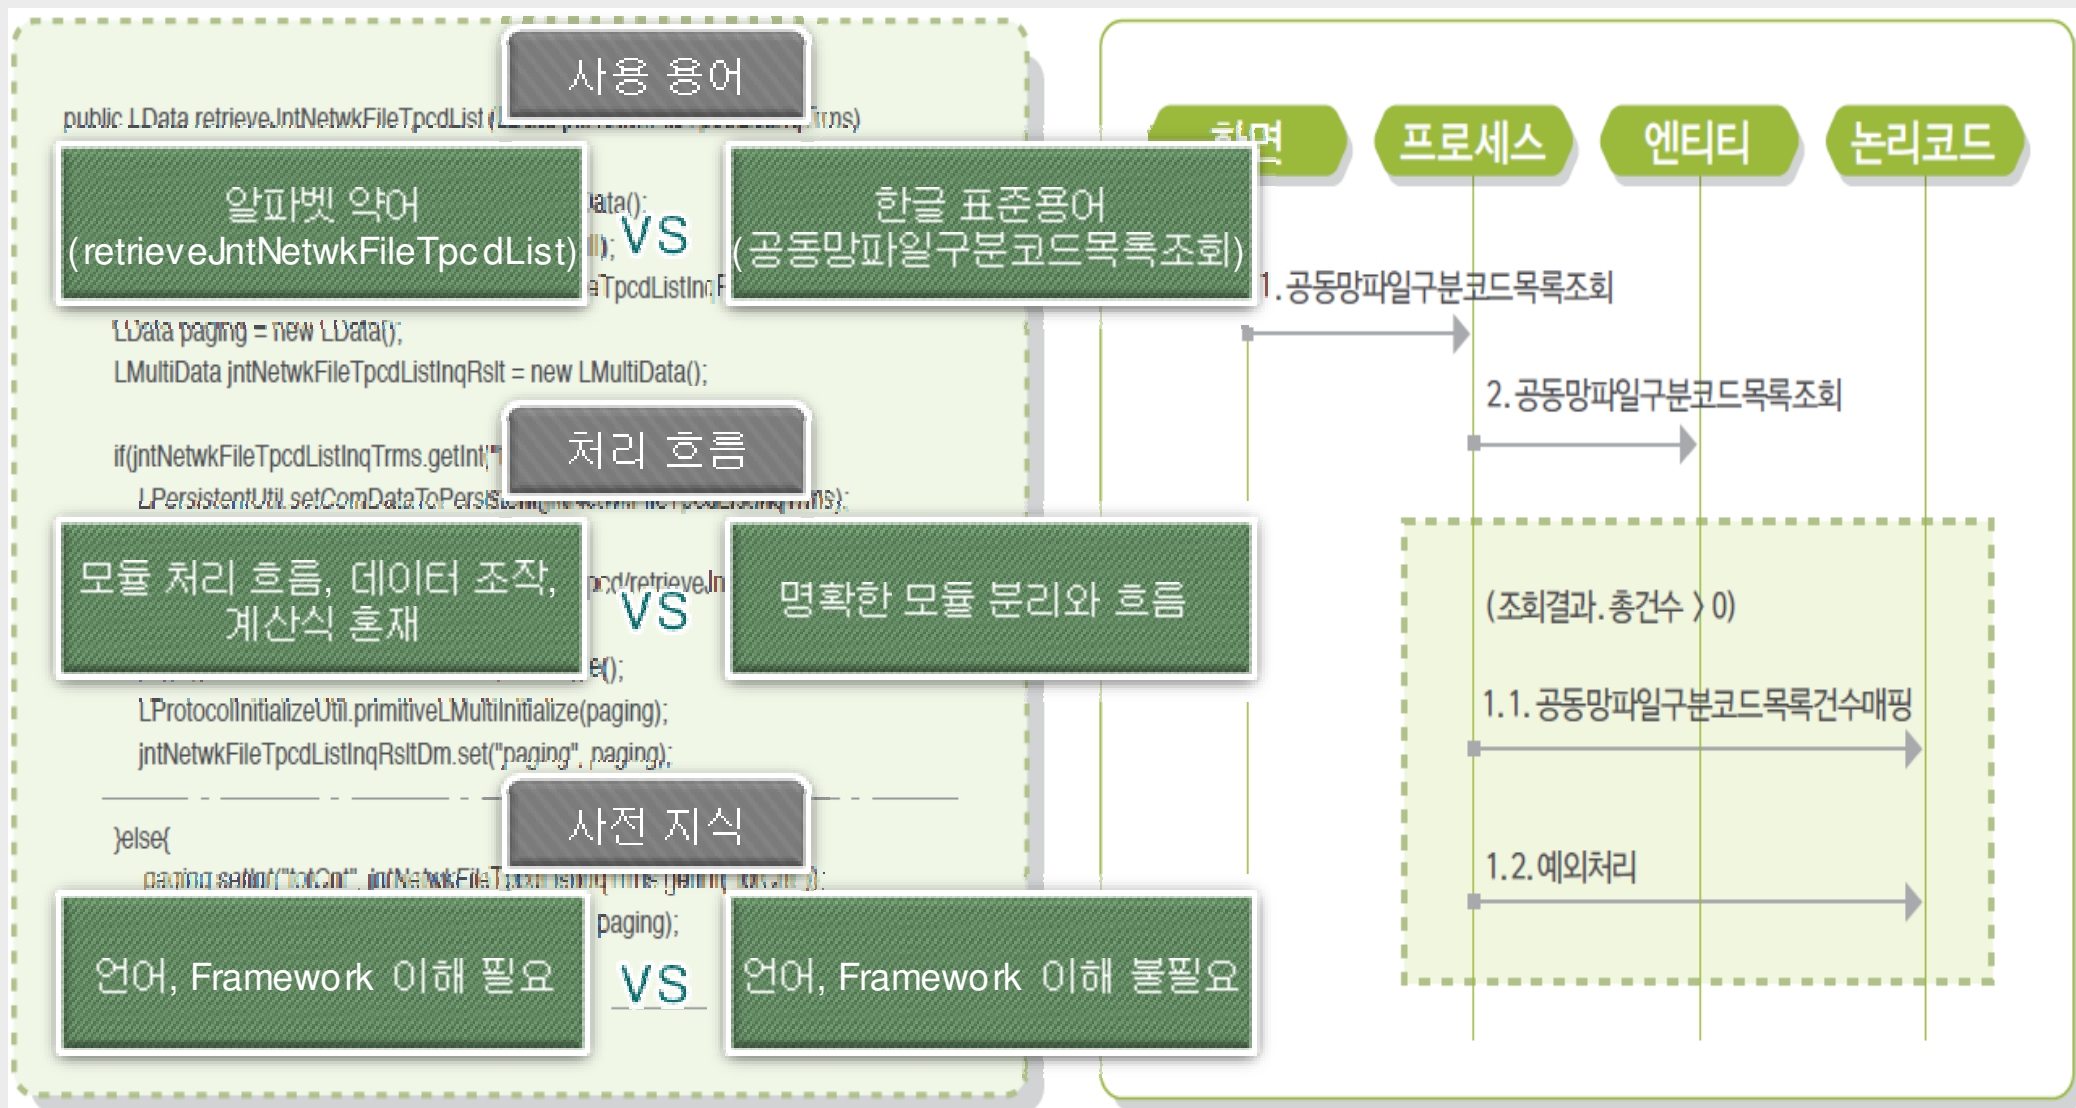 사용 용어
public LData retrieveJntNetwkFileTpcdList
알파벳 약어
(retrieveJntNetwkFileTpcdList)
VS
한글 표준용어
(공동망파일구분코드목록조회)
LData paging = new LData();
LMultiData jntNetwkFileTpcdListInqRslt = new LMultiData();
처리 흐름
if(jntNetwkFileTpcdListInqTrms.getInt
모듈 처리 흐름, 데이터 조작,
계산식 혼재
VS
명확한 모듈 분리와 흐름
LProtocolInitializeUtil.primitiveLMultiInitialize(paging);
jntNetwkFileTpcdListInqRsltDm.set("paging", paging);
사전 지식
}else{
paging);
언어, Framework 이해 필요
VS
언어, Framework 이해 불필요
프로세스
엔티티
논리코드
1. 공동망파일구분코드목록조회
2. 공동망파일구분코드목록조회
(조회결과.총건수 > 0)
1.1. 공동망파일구분코드목록건수매핑
1.2. 예외처리